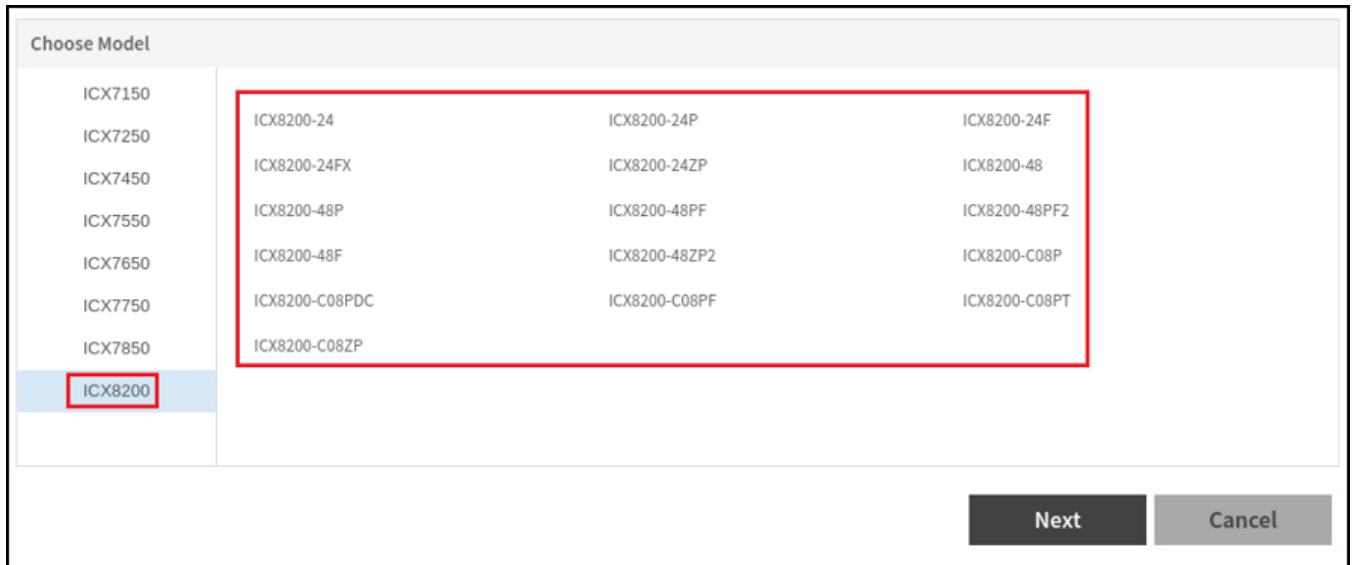 Choose Model
ICX7150
ICX7250
ICX7450
ICX7550
ICX7650
ICX7750
ICX7850
ICX8200
ICX8200-24 ICX8200-24P ICX8200-24F
ICX8200-24FX ICX8200-24ZP ICX8200-48
ICX8200-48P ICX8200-48PF ICX8200-48PF2
ICX8200-48F ICX8200-48ZP2 ICX8200-C08P
ICX8200-C08PDC ICX8200-C08PF ICX8200-C08PT
ICX8200-C08ZP
Next Cancel